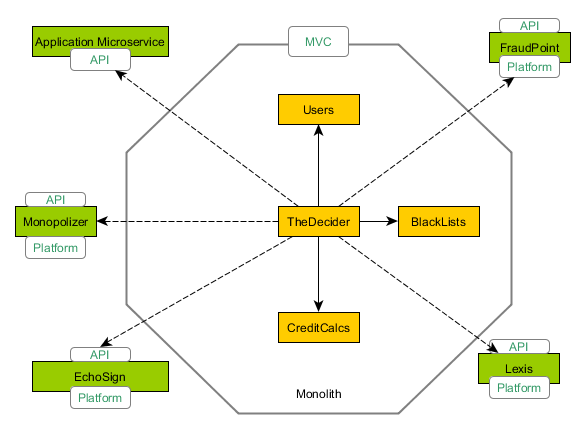 API
MVC
Application Microservice
API
FraudPoint
Platform
Users
API
Monopolizer
Platform
TheDecider
BlackLists
CreditCalcs
API
EchoSign
Platform
API
Lexis
Platform
Monolith